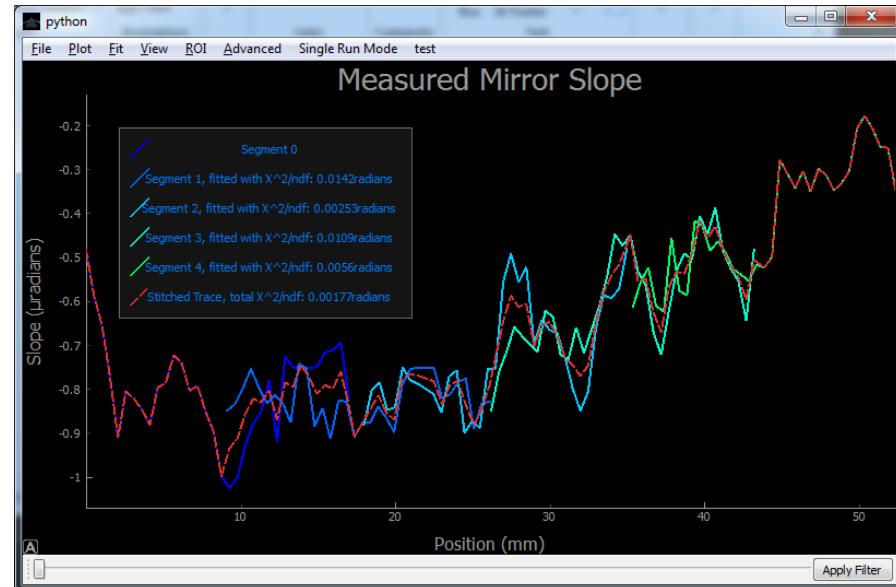 python
File Plot Fit View ROI Advanced Single Run Mode test
Measured Mirror Slope
Segment 0
Segment 1, fitted with X^2/ndf: 0.0142radians
Segment 2, fitted with X^2/ndf: 0.00253radians
Segment 3, fitted with X^2/ndf: 0.0109radians
Segment 4, fitted with X^2/ndf: 0.0056radians
Stitched Trace, total X^2/ndf: 0.00177radians
Slope (µradians)
-0.2
-0.3
-0.4
-0.5
-0.6
-0.7
-0.8
-0.9
-1
10 20 30 40 50
Position (mm)
A
Apply Filter